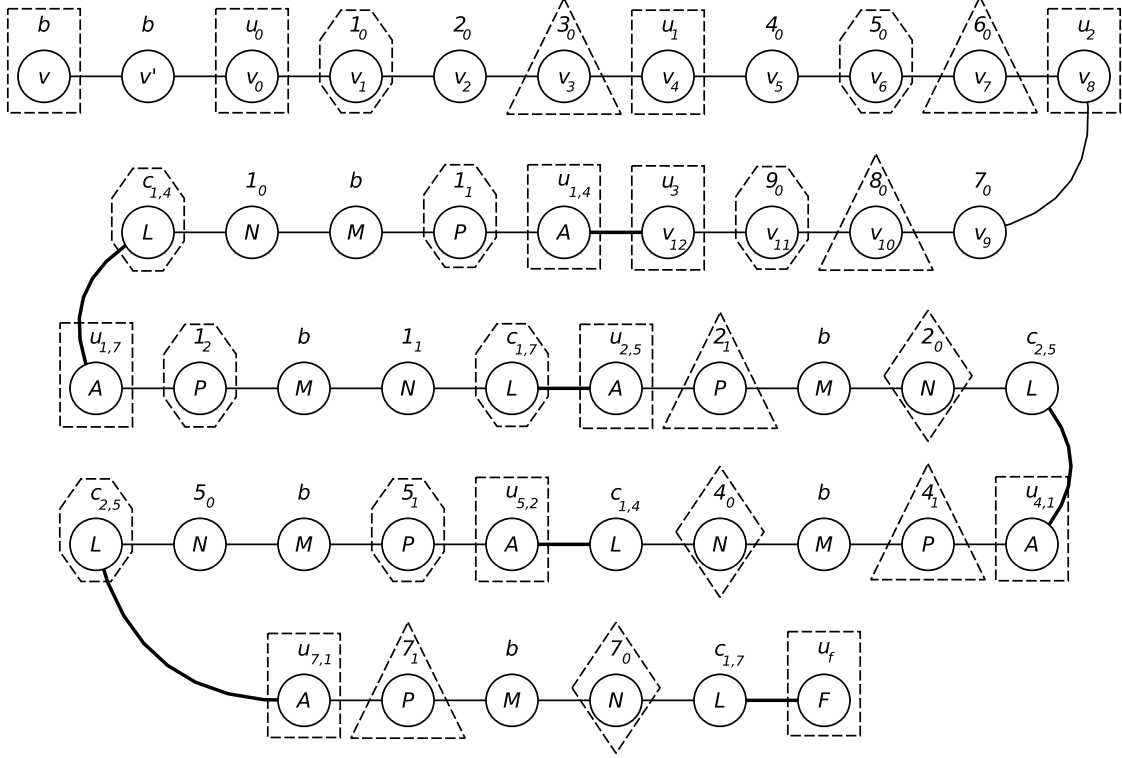 b b u0 10 20 30 u1 40 50 60 u2
v v' v0 v1 v2 v3 v4 v5 v6 v7 v8
c1,4 10 b 11 u1,4 u3 90 80 70
L N M P A v12 v11 v10 v9
u1,7 12 b 11 c1,7 u2,5 21 b 20 c2,5
A P M N L A P M N L
c2,5 50 b 51 u5,2 c1,4 40 b 41 u4,1
L N M P A L N M P A
u7,1 71 b 70 c1,7 uf
A P M N L F